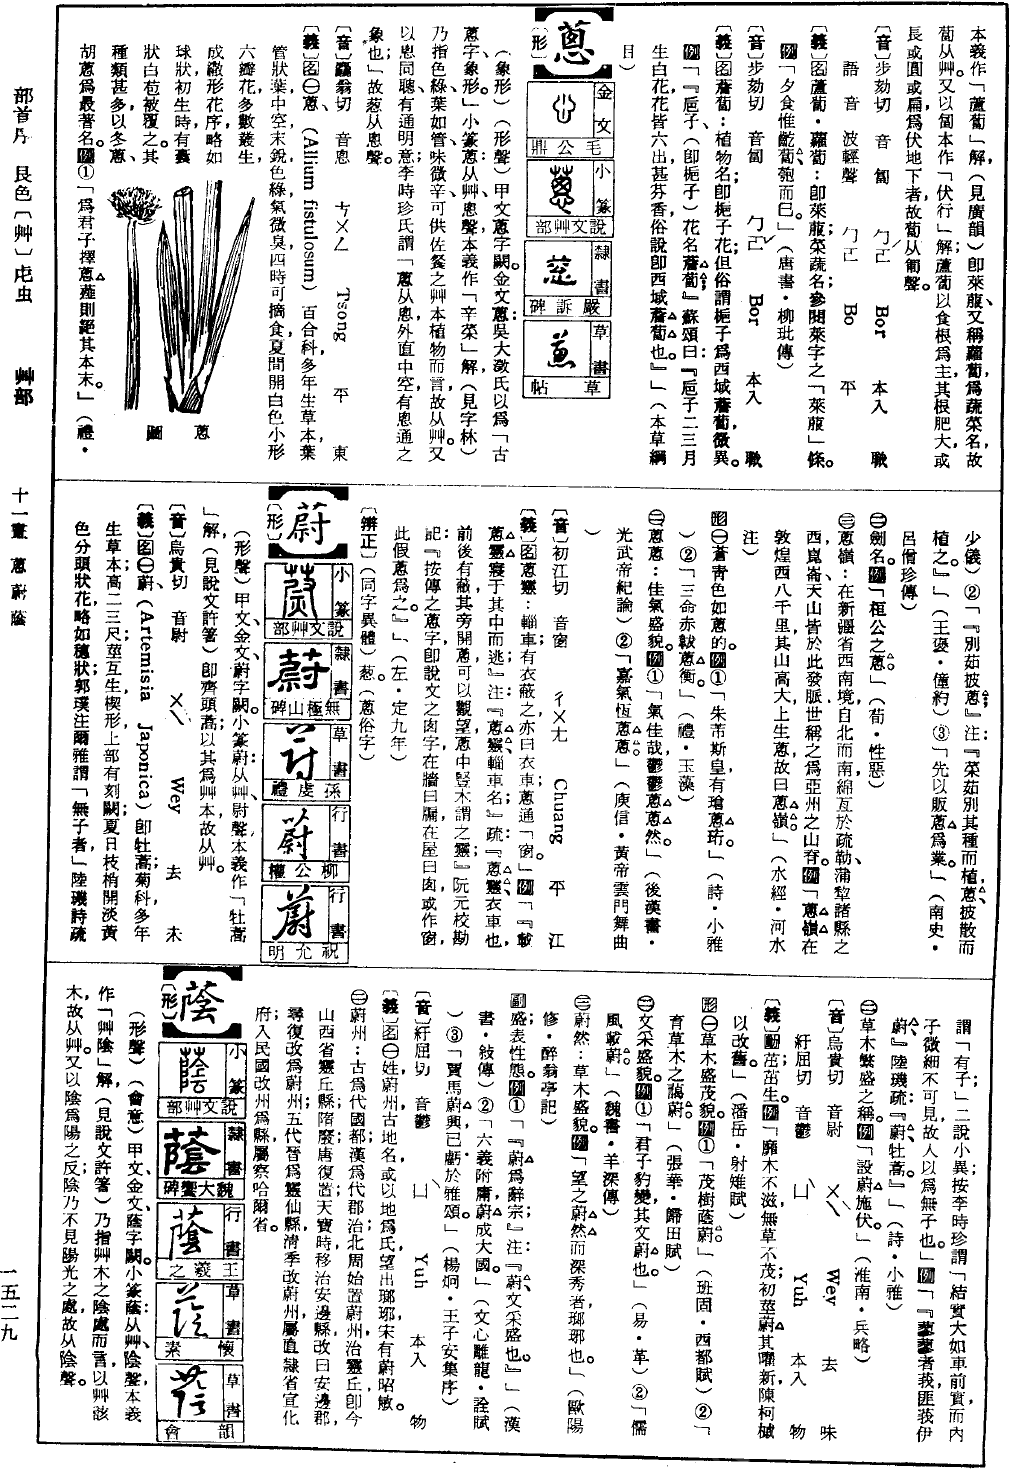 本義作「蘆萄」解，(見廣韻)即萊菔，又稱蘿蔔，爲蔬菜名，故
蔔从艸。又以匐本作「伏行」解，蘆萄以食根爲主，其根肥大，或
長或圓或扁，爲伏地下者，故蔔从匐聲。
〔音〕步劾切　音匐　ㄅㄛˊ　Bor　本入　職
語　音　波輕聲　ㄅㄛ　Bo　平
〔義〕名蘆萄・蘿蔔：即萊菔，菜蔬名；參閱萊字之「萊菔」條。
例「夕食惟齕蔔匏而已。」(唐書・柳玭傳)
〔音〕步劾切　音匐　ㄅㄛˊ　Bor　本入　職
〔義〕名薝蔔：植物名；即梔子花，但俗謂梔子爲西域薝蔔，微異。
例「『巵子，(即梔子)花名薝蔔。』蘇頌曰：『巵子二三月
生白花，花皆六出，甚芬香，俗說即西域薝蔔也。』」(本草綱
目)
蔥
〔形〕
金文　毛公鼎
小篆　說文艸部
隸書　嚴訢碑
草書　草帖
(象形)(形聲)甲文蔥字闕。金文蔥：吳大澂氏以爲「古
蔥字，象形。」小篆蔥：从艸、悤聲，本義作「辛菜」解，(見字林)
乃指色綠葉如管，味微辛，可供佐餐之艸本植物而言，故从艸。又
以悤同聰，有通明意；李時珍氏謂「蔥从悤，外直中空，有悤通之
象也」故蔥从悤聲。
〔音〕麤翁切　音悤　ㄘㄨㄥ　Tsong　平　東
〔義〕名㊀蔥(Allium fistulosum)百合科，多年生草本，葉
管狀，葉中空，末銳，色綠，氣微臭，四時可摘食，夏間開白色小形
六瓣花，多數叢生，
成繖形花序，略如
球狀，初生時有囊
狀白苞被覆之。其
種類甚多，以冬蔥、
胡蔥爲最著名。例①「爲君子擇蔥薤，則絕其本末。」(禮・
蔥圖
少儀)②「『別茹披蔥。』注：『菜茹別其種而植，蔥披散而
植之。』」(王褒・僮約)③「先以販蔥爲業。」(南史・
呂僧珍傳)
㊁劍名。例「桓公之蔥。」(荀・性惡)
㊂蔥嶺：在新疆省西南境，自北而南，綿亙於疏勒、蒲犂諸縣之
西，崑崙、天山皆於此發脈，世稱之爲亞州之山脊。例「蔥嶺在
敦煌西八千里，其山高大，上生蔥，故曰蔥嶺。」(水經・河水
注)
形㊀蒼青色如蔥的。例①「朱芾斯皇，有瑲蔥珩。」(詩・小雅
)②「三命赤韍蔥衡。」(禮・玉藻)
㊁蔥蔥：佳氣盛貌。例①「氣佳哉！鬱鬱蔥蔥然。」(後漢書・
光武帝紀論)②「嘉氣恆蔥蔥。」(庾信・黃帝雲門舞曲
)
〔音〕初江切　音窗　ㄔㄨㄤ　Chuang　平　江
〔義〕名蔥靈：輜車有衣蔽之，亦曰衣車；蔥通「窗」。例「『載
蔥靈，寢于其中而逃。』注：『蔥靈，輜車名。』疏：『蔥靈，衣車也，
前後有蔽，其旁開蔥，可以觀望，蔥中豎木謂之靈。』阮元校勘
記：『按傳之蔥字，即說文之囪字。在牆曰牖，在屋曰囪，或作窗，
此假蔥爲之。』」(左・定九年)
〔辨正〕(同字異體)葱。(蔥俗字)
蔚
〔形〕
小篆　說文艸部
隸書　無極山碑
草書　孫虔禮
行書　柳公權
行書　祝允明
(形聲)甲文、金文蔚字闕。小篆蔚：从艸、尉聲，本義作「牡蒿
」解，(見說文許箸)即齊頭蒿；以其爲艸本，故从艸。
〔音〕烏貴切　音尉　ㄨㄟˋ　Wey　去　未
〔義〕名㊀蔚(Artemisia Japonica)即牡蒿，菊科，多年
生草本，高二三尺，莖互生，楔形，上部有刻闕，夏日枝梢開淡黃
色分頭狀花，略如穗狀。郭璞注爾雅謂「無子者」，陸璣詩疏
謂「有子」，二說小異；按李時珍謂「結實大如車前實，而內
子微細不可見，故人以爲無子也。」例「『蓼蓼者莪，匪莪伊
蔚。』陸璣疏：『蔚，牡蒿。』」(詩・小雅)
㊁草木繁盛之稱。例「設蔚施伏。」(淮南・兵略)
〔音〕烏貴切　音尉　ㄨㄟˋ　Wey　去　味
紆屈切　音鬱　ㄩˋ　Yuh　本入　物
〔義〕動茁茁生。例「靡木不滋，無草不茂，初莖蔚其曜新，陳柯槭
以改舊。」(潘岳・射雉賦)
形㊀草木盛茂貌。例①「茂樹蔭蔚。」(班固・西都賦)②「
育草木之藹蔚。」(張華・歸田賦)
㊁文采盛貌。例①「君子豹變，其文蔚也。」(易・革)②「儒
風載蔚。」(魏書・羊深傳)
㊂蔚然：草木盛貌。例「望之蔚然而深秀者，瑯琊也。」(歐陽
修・醉翁亭記)
副盛，表性態。例①「『蔚爲辭宗。』注：『蔚，文采盛也。』」(漢
書・敍傳)②「六義附庸，蔚成大國。」(文心雕龍・詮賦
)③「寶馬蔚興，已虧於雅頌。」(楊炯・王子安集序)
〔音〕紆屈切　音鬱　ㄩˋ　Yuh　本入　物
〔義〕名㊀姓，蔚州，古地名，或以地爲氏，望出瑯琊，宋有蔚昭敏。
㊁蔚州：古爲代國都；漢爲代郡治；北周始置蔚州，治靈丘，即今
山西省靈丘縣；隋廢；唐復置，天寶時移治安邊縣，改曰安邊郡，
尋復改爲蔚州；五代晉爲靈仙縣；清季改蔚州，屬直隸省宣化
府；入民國，改州爲縣，屬察哈爾省。
蔭
〔形〕
小篆　說文艸部
隸書　魏大饗碑
行書　王羲之
草書　懷素
草書　韻會
(形聲)(會意)甲文、金文蔭字闕。小篆蔭：从艸、陰聲，本義
作「艸陰」解，(見說文許箸)乃指艸木之陰處而言，以艸該
木，故从艸。又以陰爲陽之反，陰乃不見陽光之處，故从陰聲。
部首丹　艮色〔艸〕虍虫　艸部　十一畫　蔥蔚蔭　一五二九